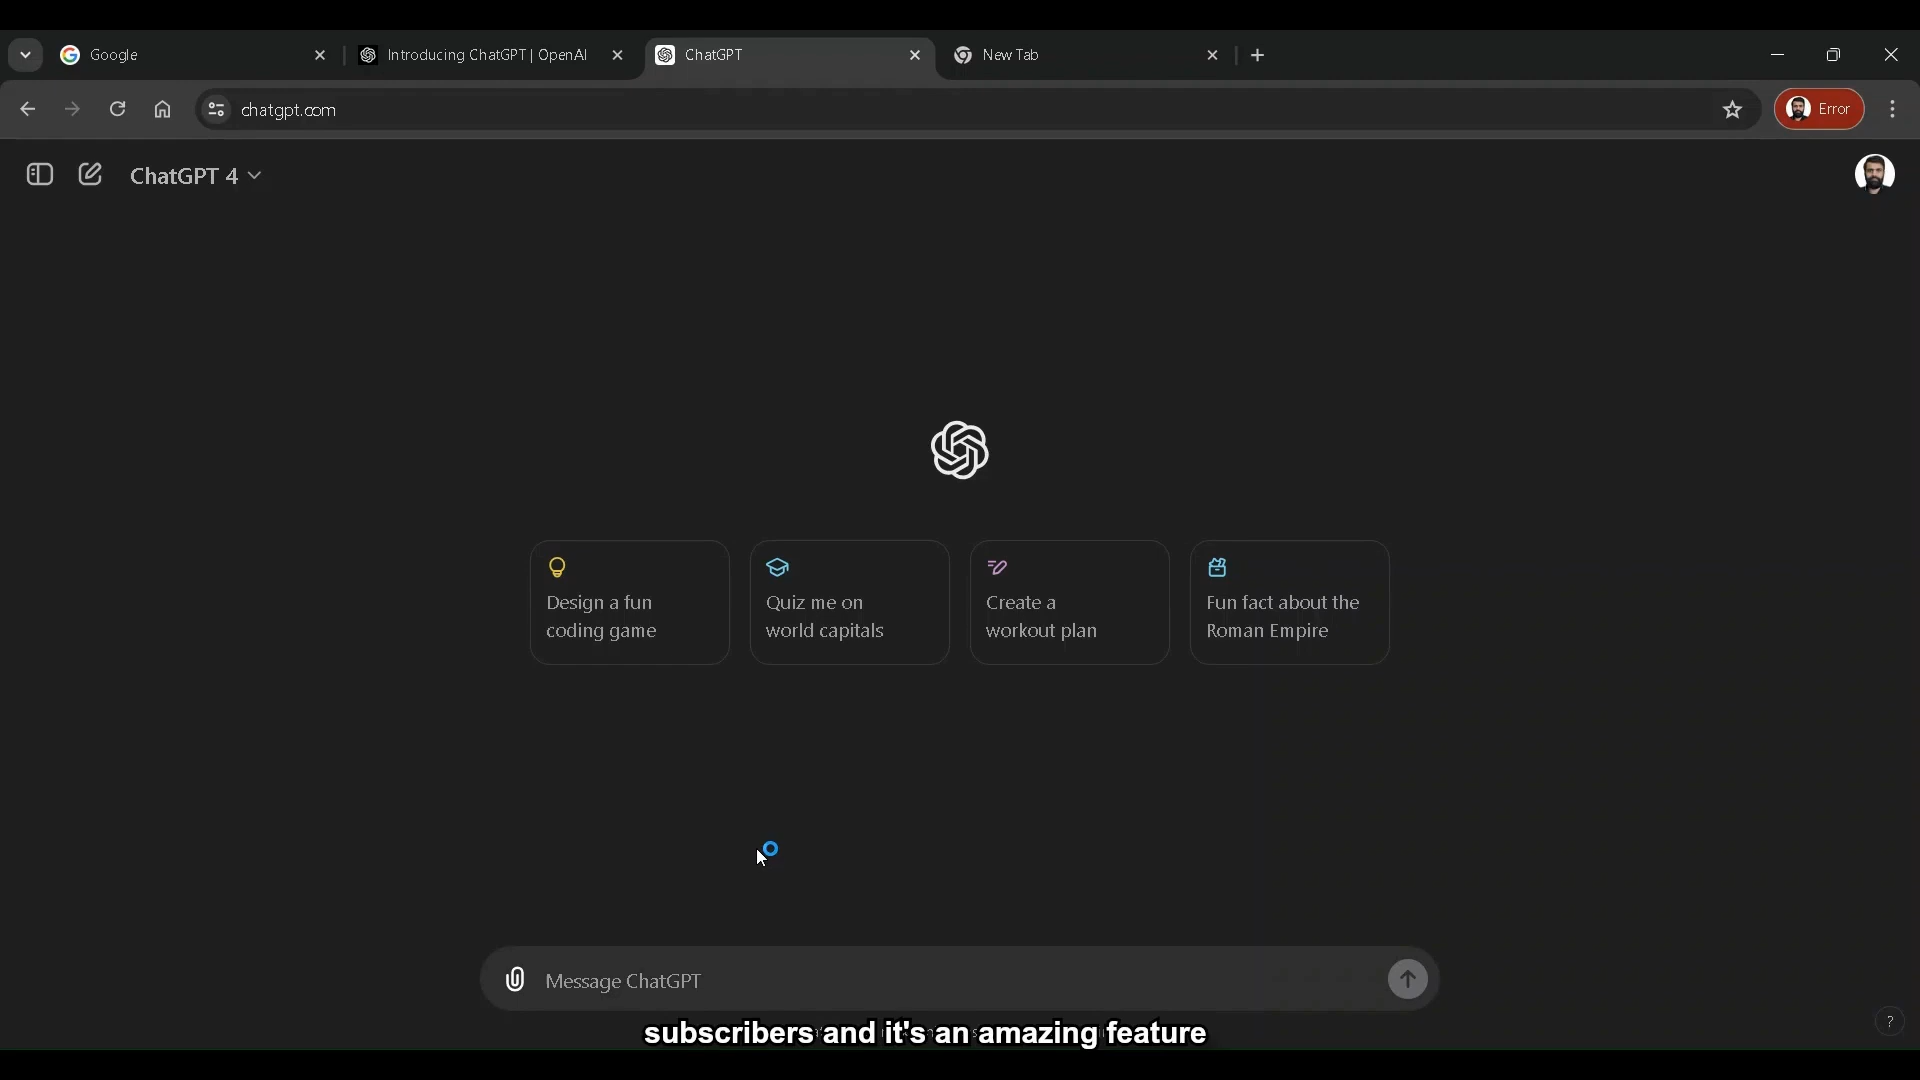 Google
Introducing ChatGPT | OpenAI
ChatGPT
New Tab
chatgpt.com
Error
ChatGPT 4
Design a fun
coding game
Quiz me on
world capitals
Create a
workout plan
Fun fact about the
Roman Empire
Message ChatGPT
subscribers and it's an amazing feature
?